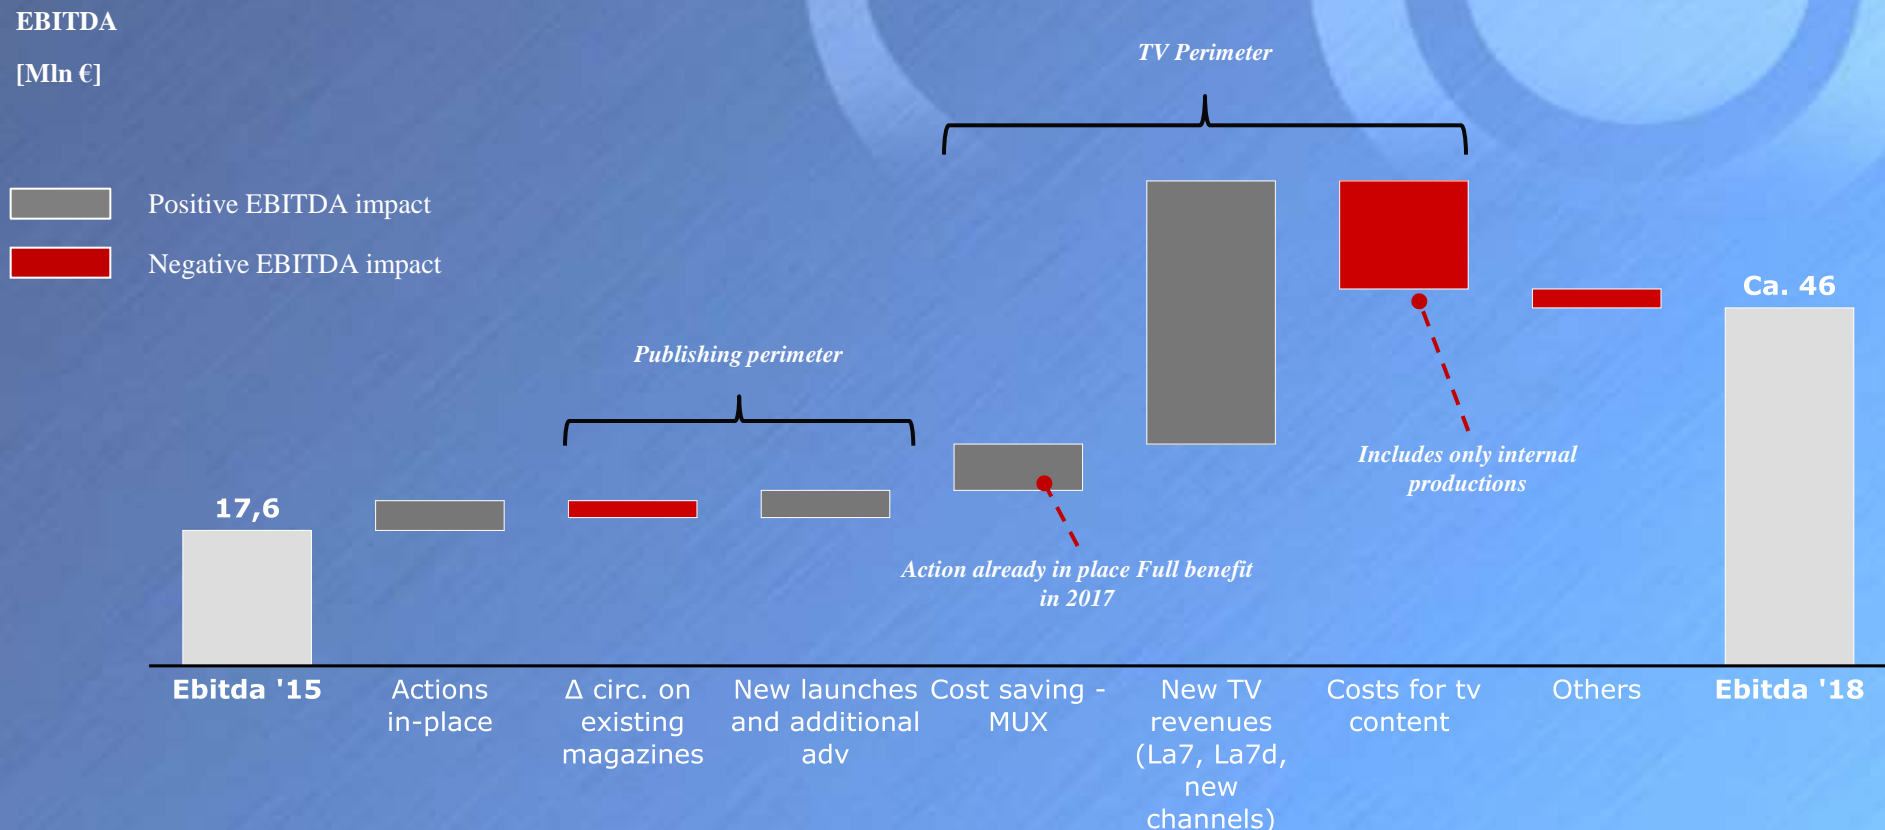 EBITDA
[Mln €]
TV Perimeter
Positive EBITDA impact
Negative EBITDA impact
Ca. 46
Publishing perimeter
Includes only internal
productions
17,6
Action already in place Full benefit
in 2017
Ebitda '15
Actions
in-place
Δ circ. on
existing
magazines
New launches
and additional
adv
Cost saving -
MUX
New TV
revenues
(La7, La7d,
new
channels)
Costs for tv
content
Others
Ebitda '18